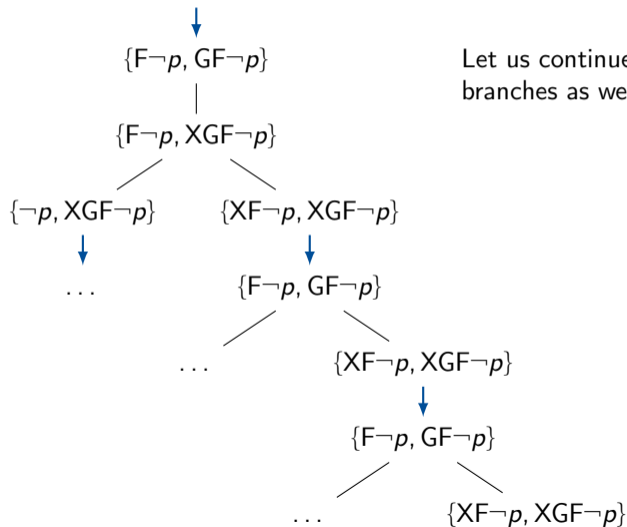 {F¬p, GF¬p}
Let us continue
branches as we
{F¬p, XGF¬p}
{¬p, XGF¬p} {XF¬p, XGF¬p}
... {F¬p, GF¬p}
... {XF¬p, XGF¬p}
{F¬p, GF¬p}
... {XF¬p, XGF¬p}